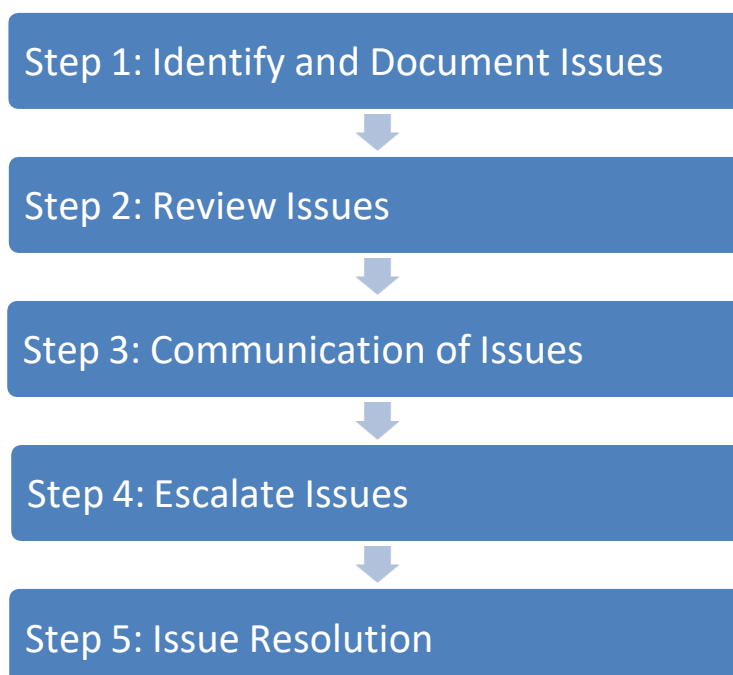 Step 1: Identify and Document Issues
Step 2: Review Issues
Step 3: Communication of Issues
Step 4: Escalate Issues
Step 5: Issue Resolution